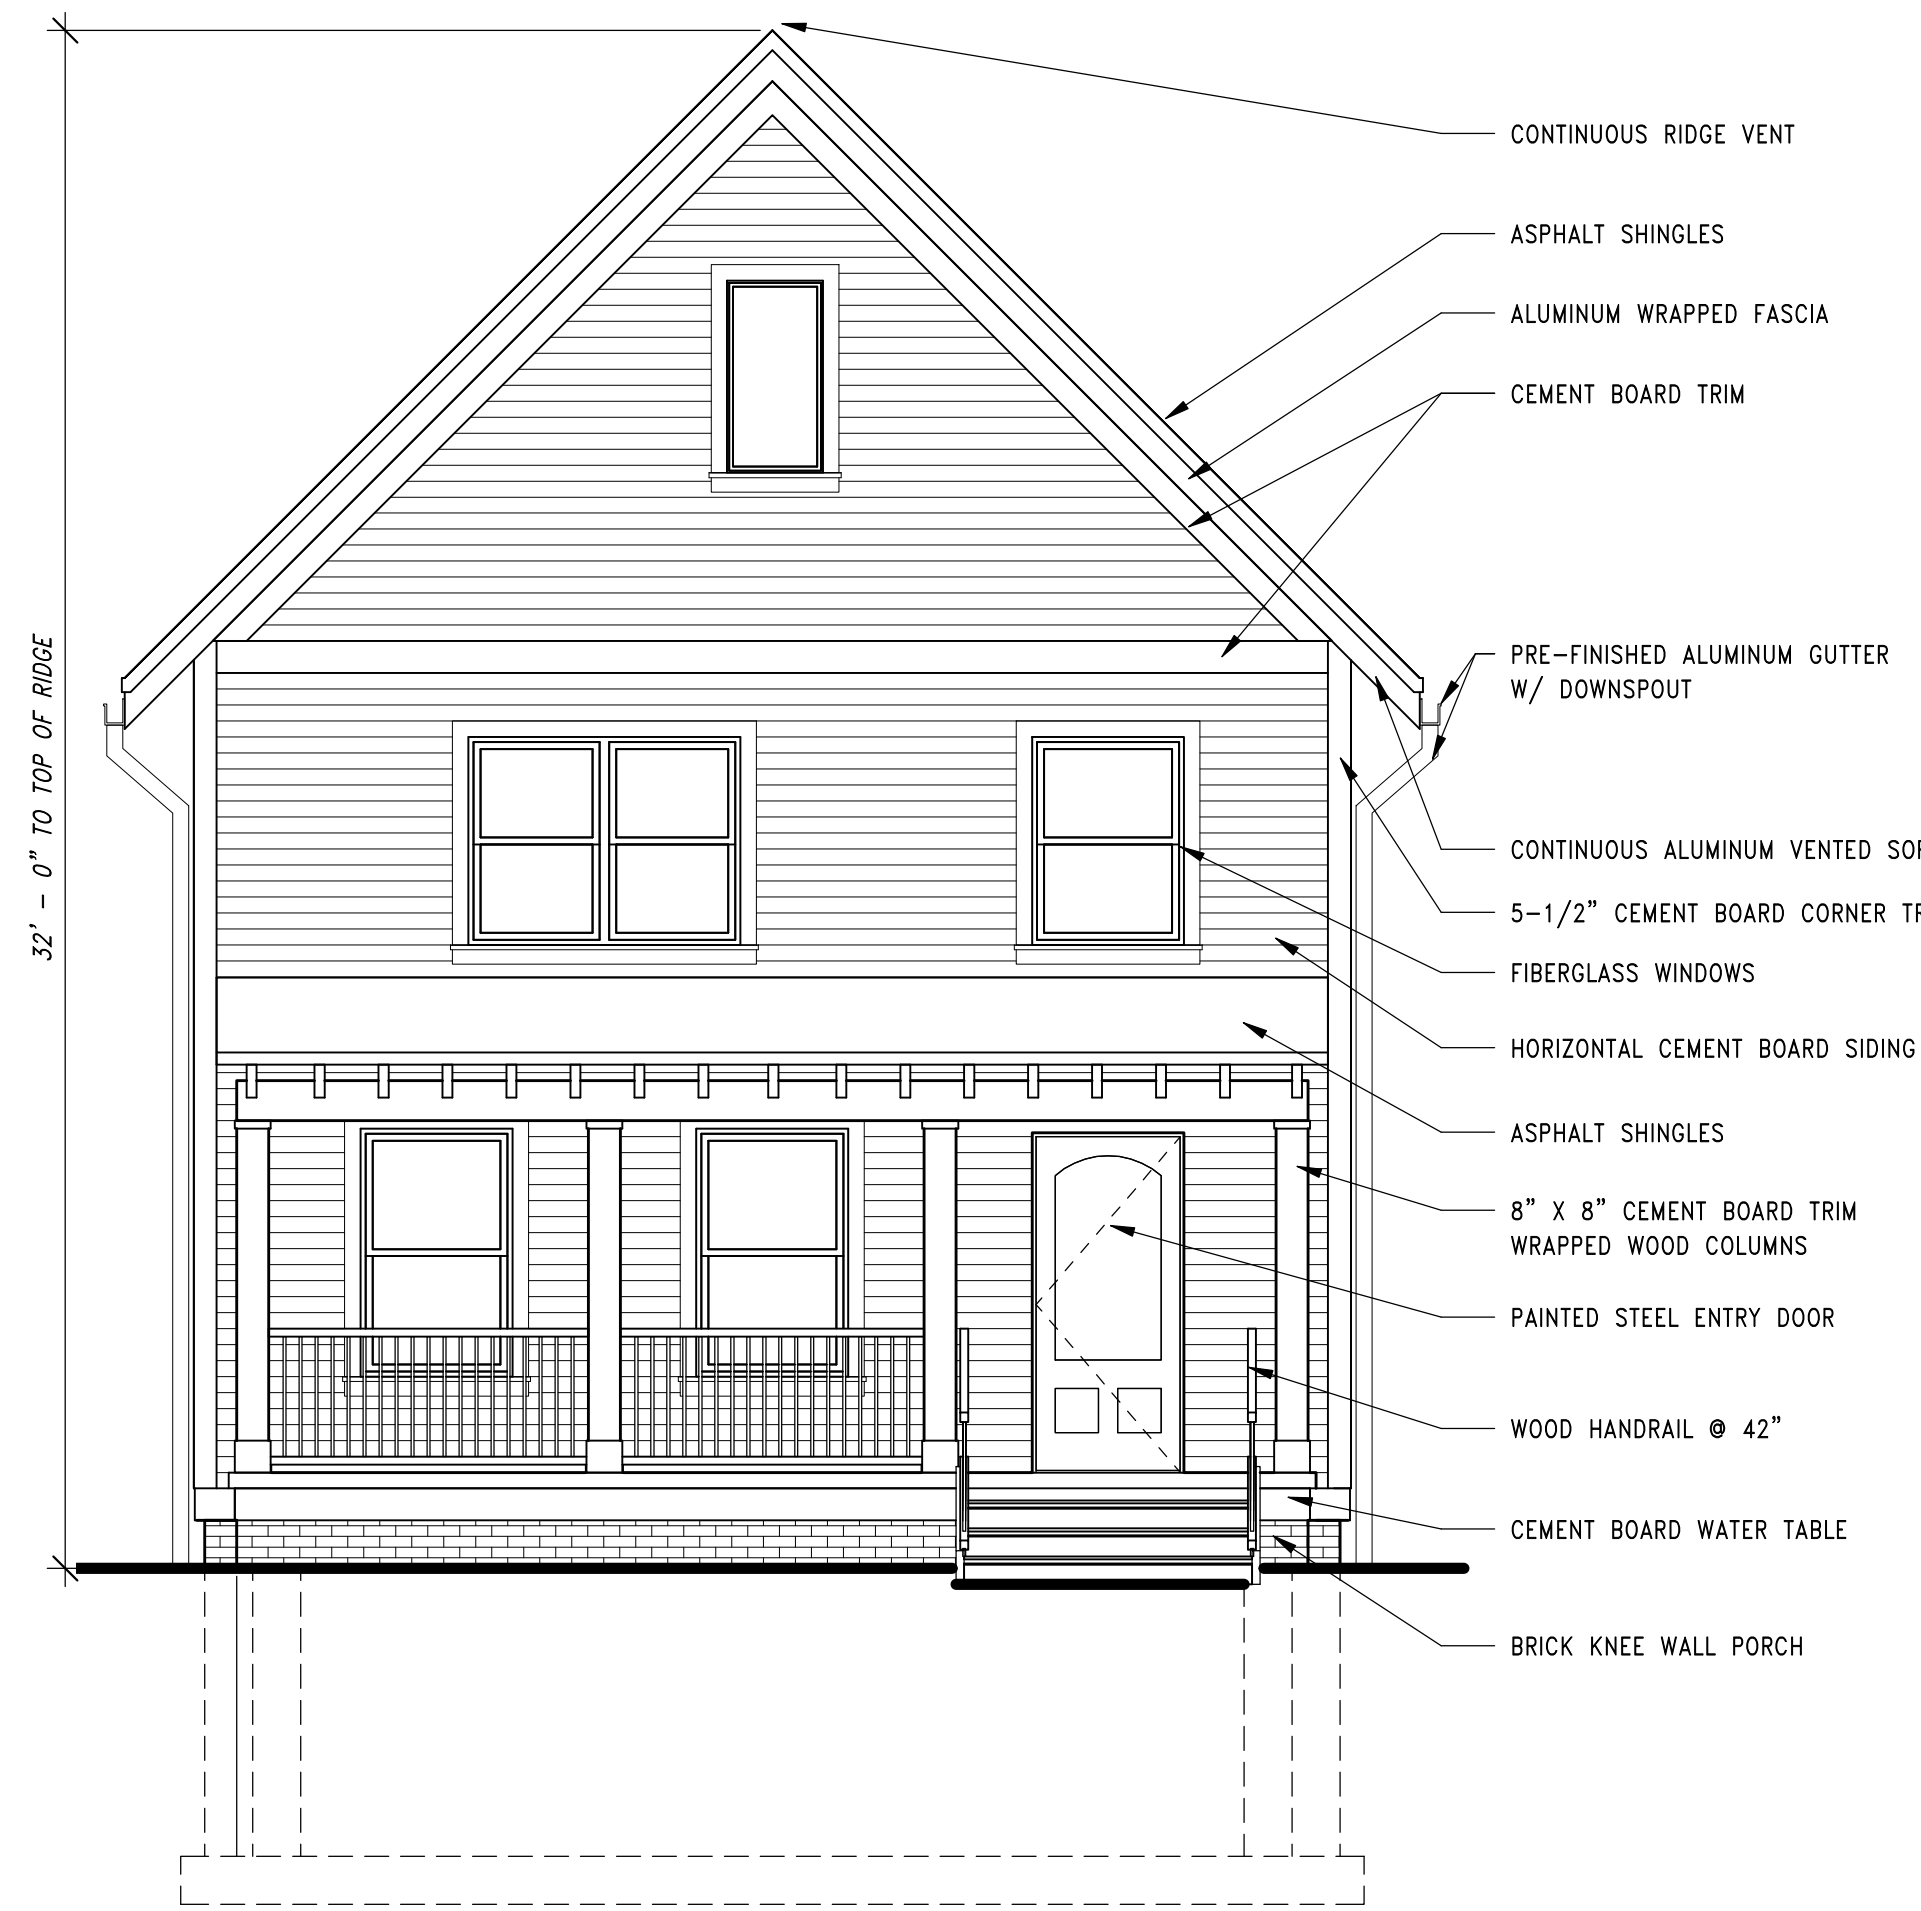 32' - 0" TO TOP OF RIDGE
CONTINUOUS RIDGE VENT
ASPHALT SHINGLES
ALUMINUM WRAPPED FASCIA
CEMENT BOARD TRIM
PRE-FINISHED ALUMINUM GUTTER
W/ DOWNSPOUT
CONTINUOUS ALUMINUM VENTED
5-1/2" CEMENT BOARD CORNER
FIBERGLASS WINDOWS
HORIZONTAL CEMENT BOARD SIDING
ASPHALT SHINGLES
8" X 8" CEMENT BOARD TRIM
WRAPPED WOOD COLUMNS
PAINTED STEEL ENTRY DOOR
WOOD HANDRAIL @ 42"
CEMENT BOARD WATER TABLE
BRICK KNEE WALL PORCH